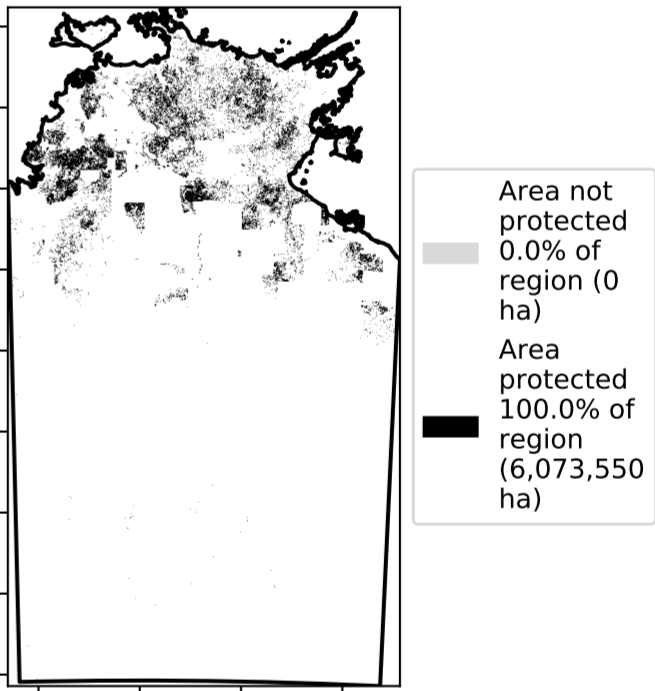 Area not
protected
0.0% of
region (0
ha)
Area
protected
100.0% of
region
(6,073,550
ha)